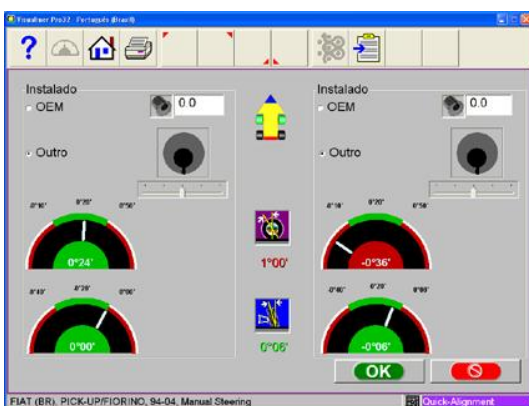 Visualiner Pro32 - Português (Brasil)
?
Instalado
OEM
0.0
Outro
0°24'
0°00'
1°00'
0°06'
Instalado
OEM
0.0
Outro
-0°36'
-0°06'
OK
FIAT (BR), PICK-UP/FIORINO, 94-04, Manual Steering
Quick-Alignment